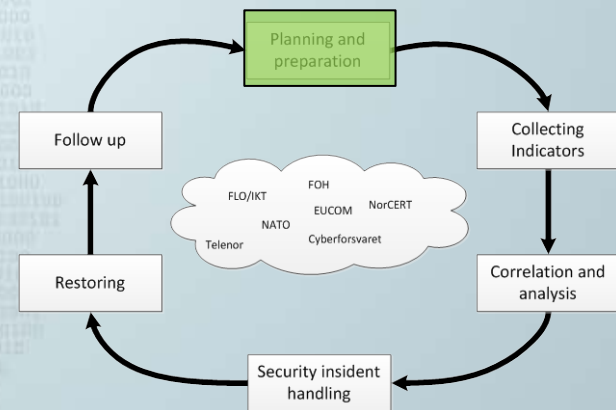 Planning and
preparation
Follow up
Collecting
Indicators
FLO/IKT
FOH
NATO
EUCOM
NorCERT
Telenor
Cyberforsvaret
Restoring
Correlation and
analysis
Security insident
handling